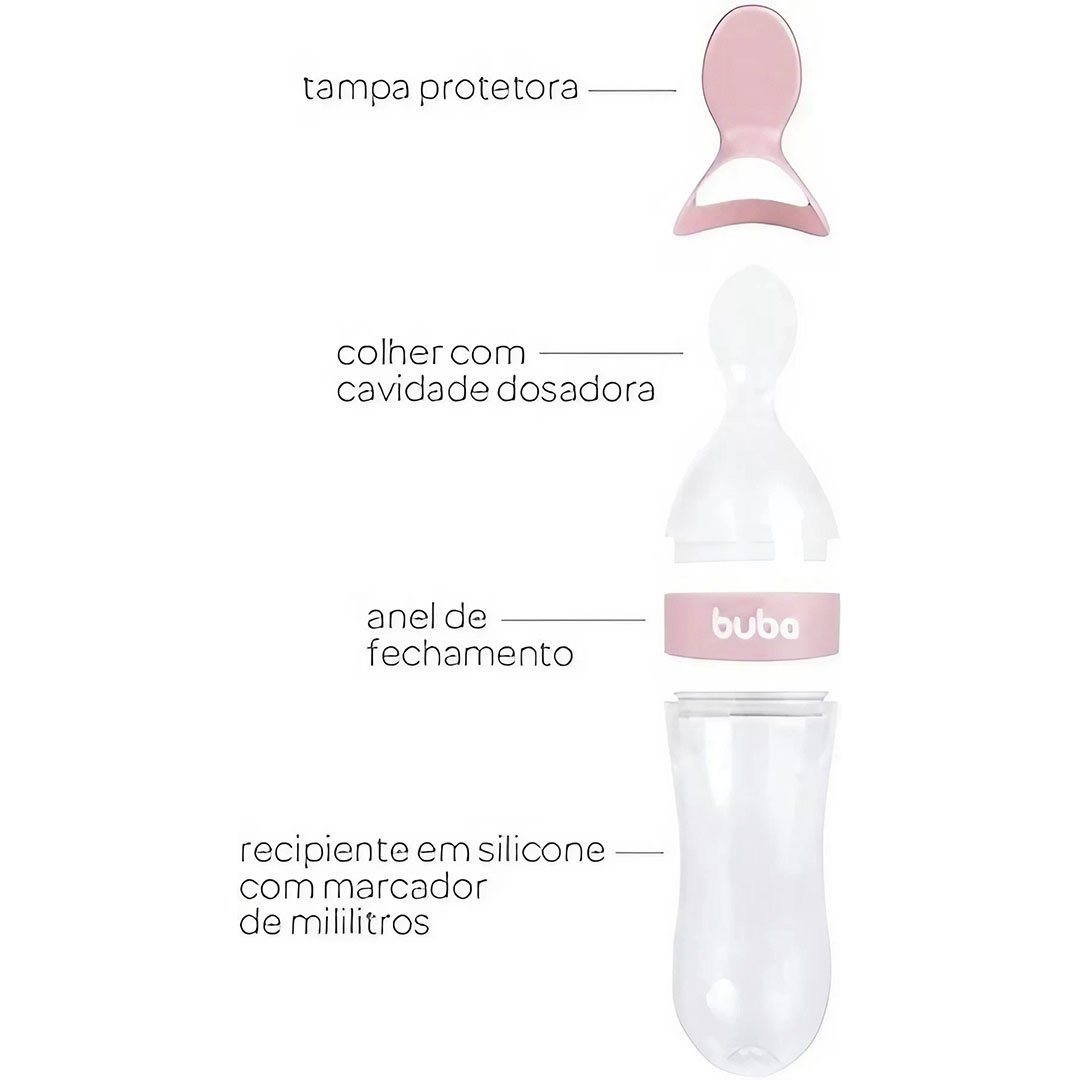 tampa protetora
colher com
cavidade dosadora
anel de
fechamento
buba
recipiente em silicone
com marcador
de mililitros